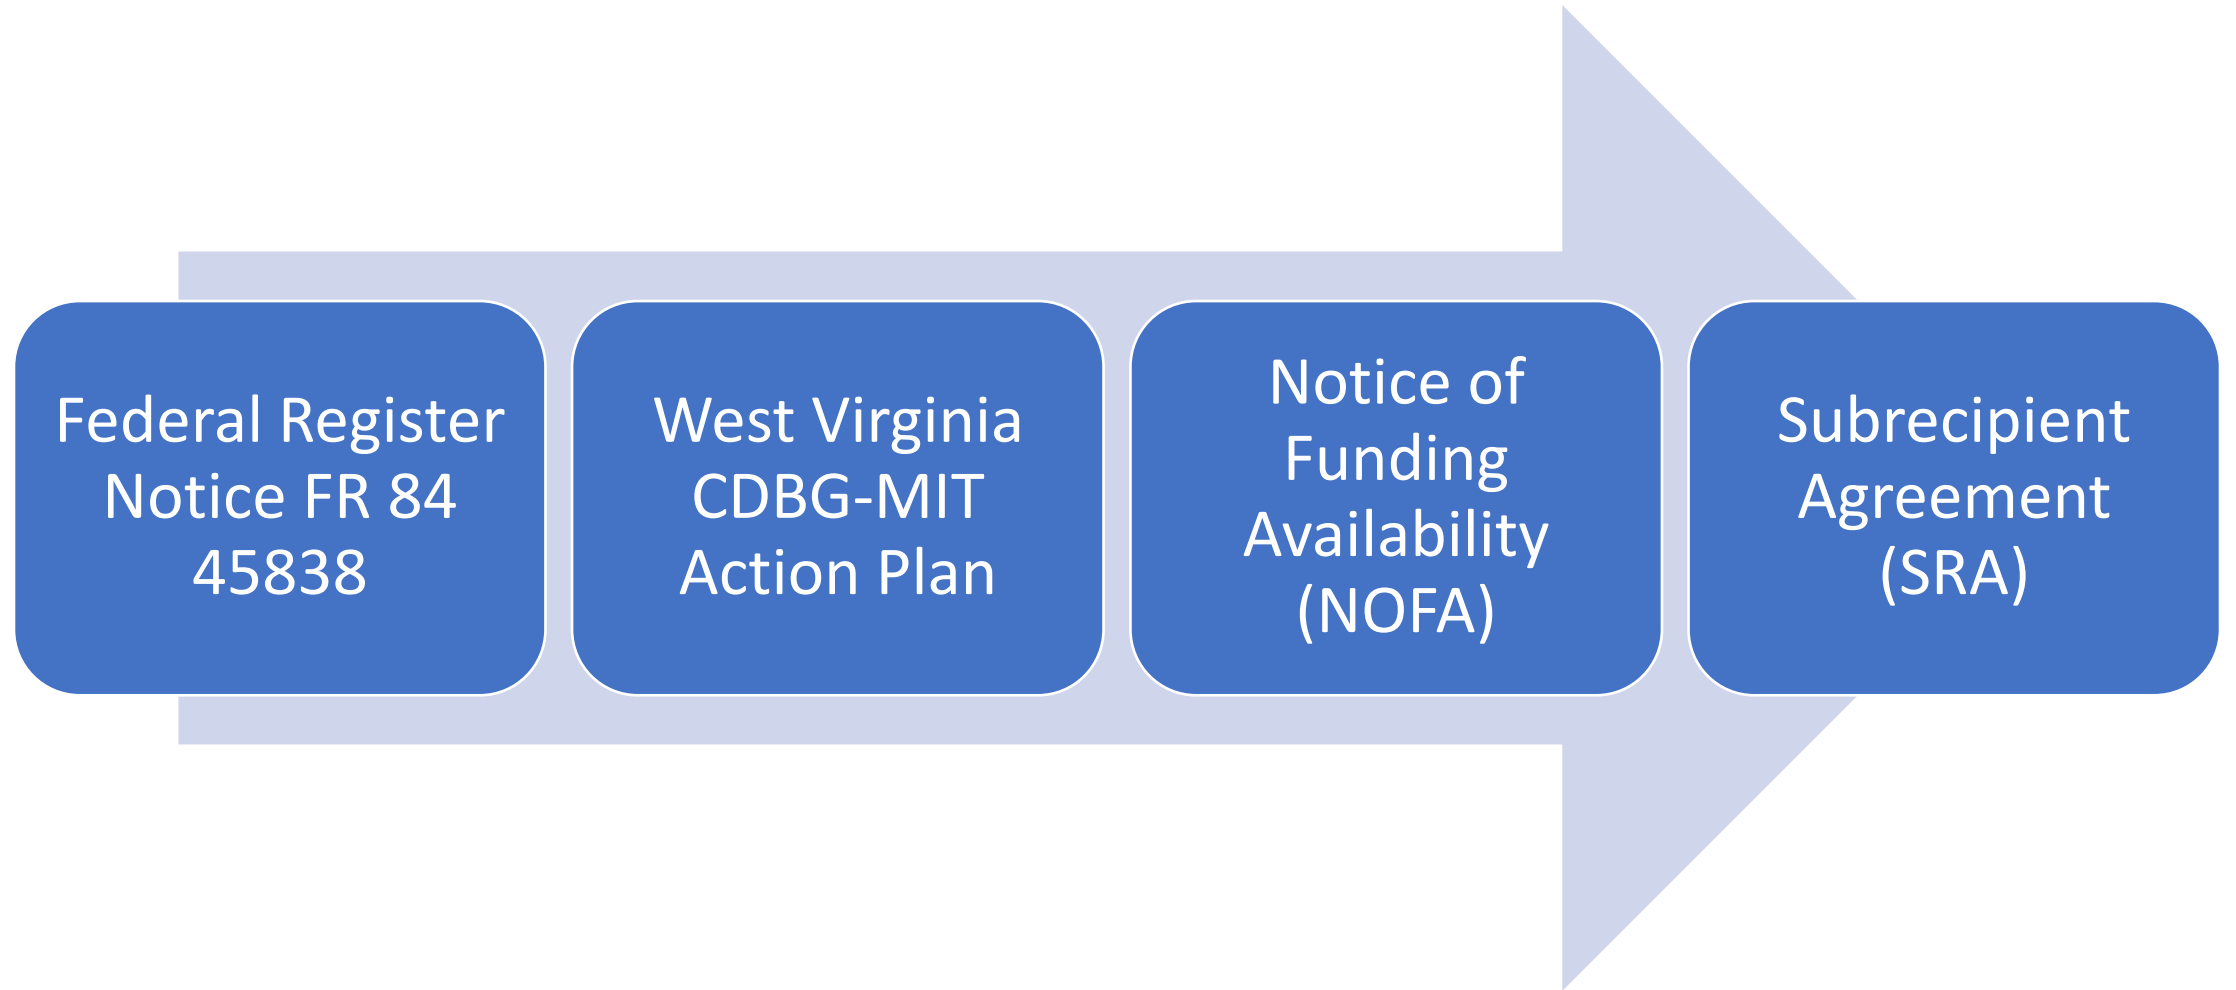 Federal Register
Notice FR 84
45838
West Virginia
CDBG-MIT
Action Plan
Notice of
Funding
Availability
(NOFA)
Subrecipient
Agreement
(SRA)